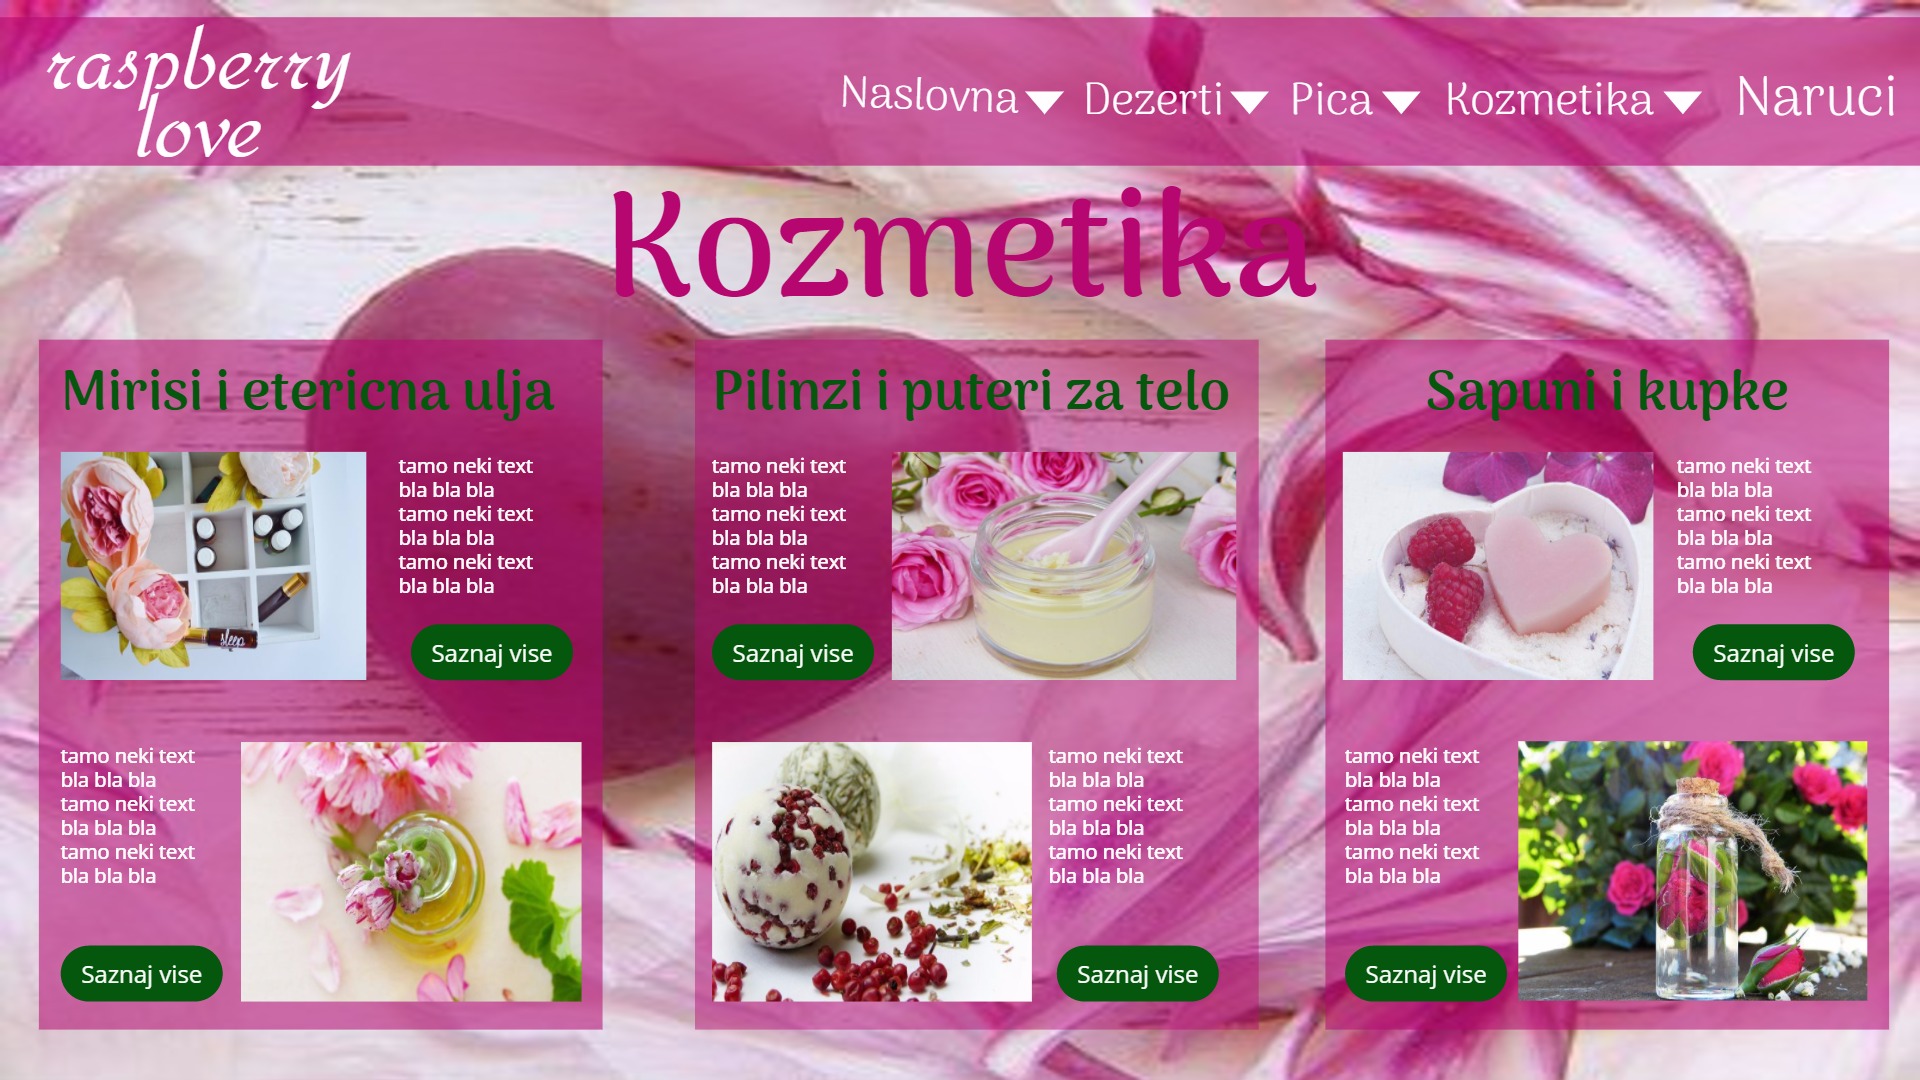 raspberry
love
Naslovna Dezerti Pica Kozmetika Naruci
Kozmetika
Mirisi i etericna ulja
tamo neki text
bla bla bla
tamo neki text
bla bla bla
tamo neki text
bla bla bla
Saznaj vise
sleep
tamo neki text
bla bla bla
tamo neki text
bla bla bla
tamo neki text
bla bla bla
Saznaj vise
Pilinzi i puteri za telo
tamo neki text
bla bla bla
tamo neki text
bla bla bla
tamo neki text
bla bla bla
Saznaj vise
tamo neki text
bla bla bla
tamo neki text
bla bla bla
tamo neki text
bla bla bla
Saznaj vise
Sapuni i kupke
tamo neki text
bla bla bla
tamo neki text
bla bla bla
tamo neki text
bla bla bla
Saznaj vise
tamo neki text
bla bla bla
tamo neki text
bla bla bla
tamo neki text
bla bla bla
Saznaj vise